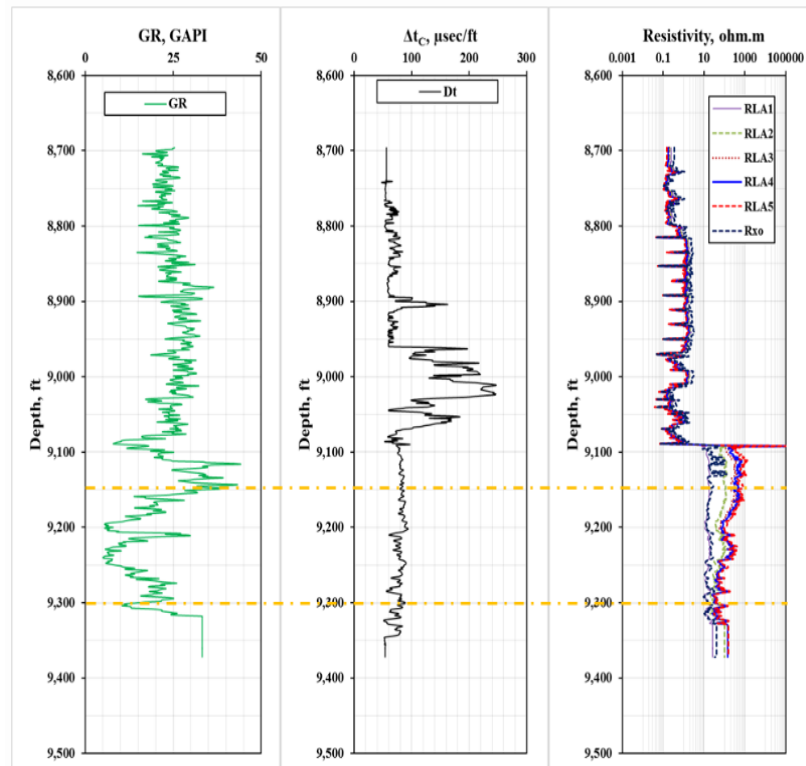 GR, GAPI
0 25 50
8,600
8,700
8,800
8,900
9,000
9,100
9,200
9,300
9,400
9,500
Depth, ft
GR
Δtc, µsec/ft
0 100 200 300
8,600
8,700
8,800
8,900
9,000
9,100
9,200
9,300
9,400
9,500
Depth, ft
Dt
Resistivity, ohm.m
0.001 0.1 10 1000 100000
8,600
8,700
8,800
8,900
9,000
9,100
9,200
9,300
9,400
9,500
Depth, ft
RLA1
RLA2
RLA3
RLA4
RLA5
Rxo